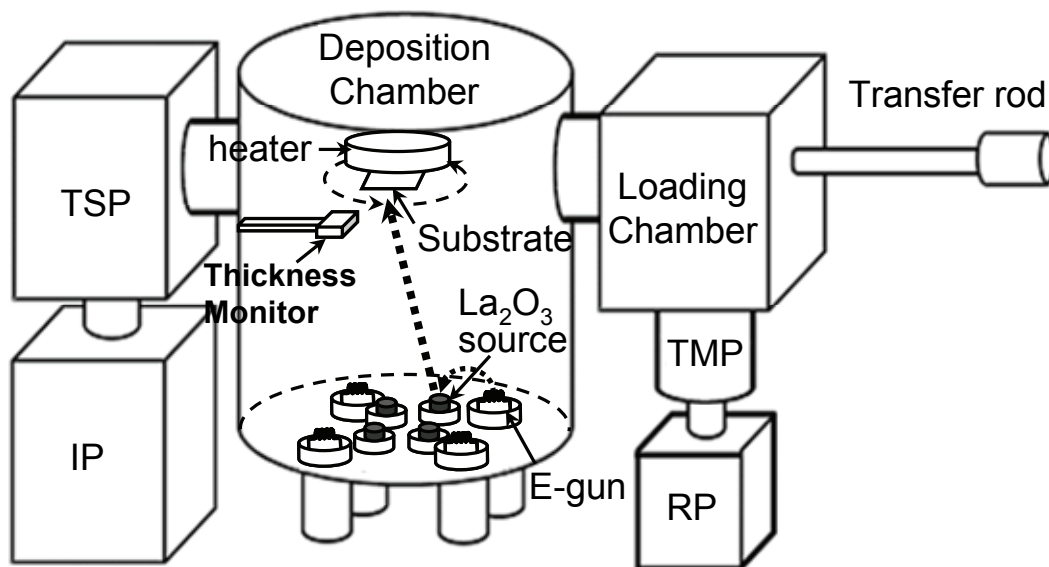 Deposition
Chamber
Transfer rod
heater
TSP
Loading
Chamber
Substrate
Thickness
Monitor
La₂O₃
source
TMP
IP
E-gun
RP